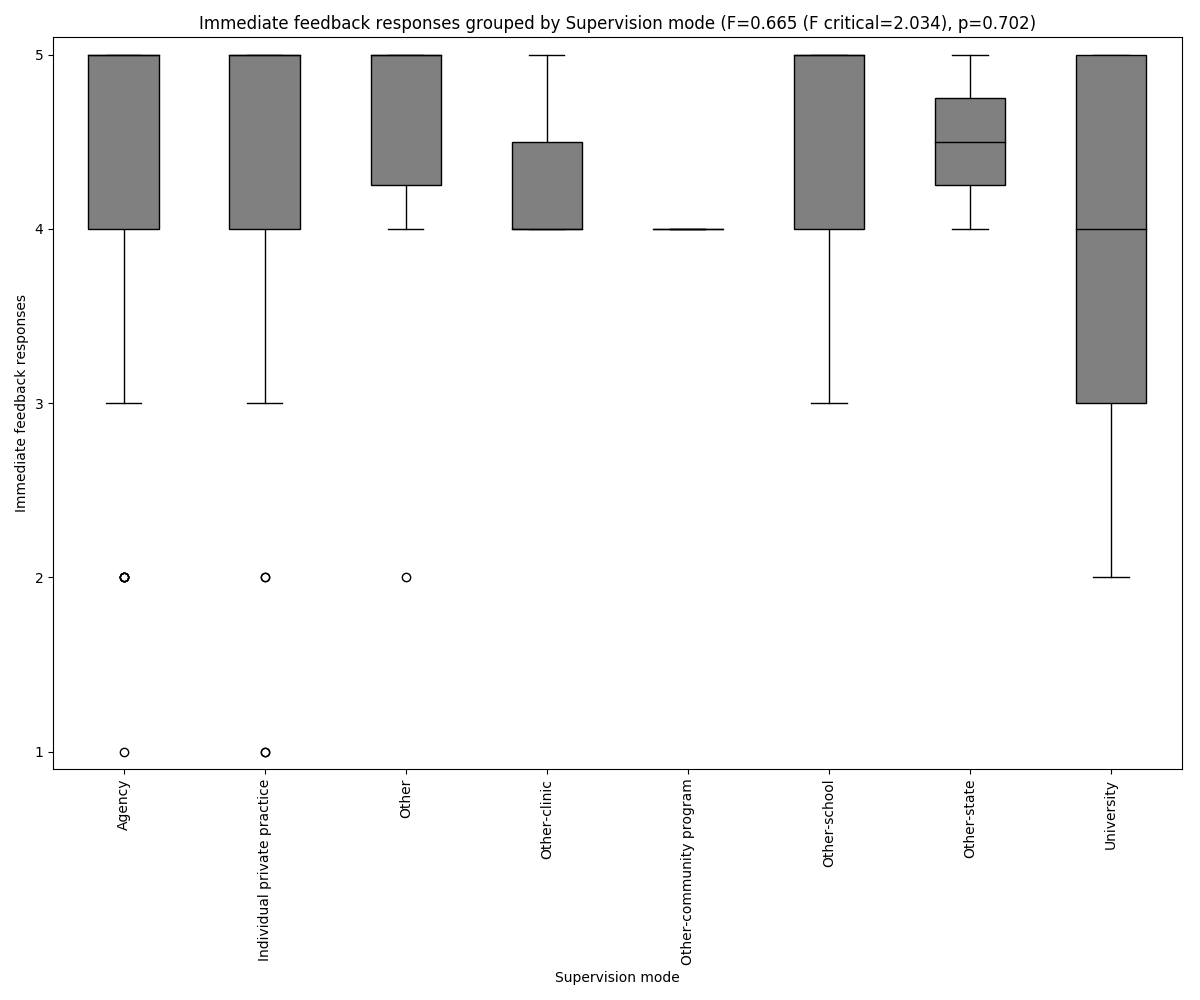 Immediate feedback responses grouped by Supervision mode (F=0.665 (F critical=2.034), p=0.702)
5
4
3
2
1
Immediate feedback responses
Agency
Individual private practice
Other
Other-clinic
Other-community program
Other-school
Other-state
University
Supervision mode